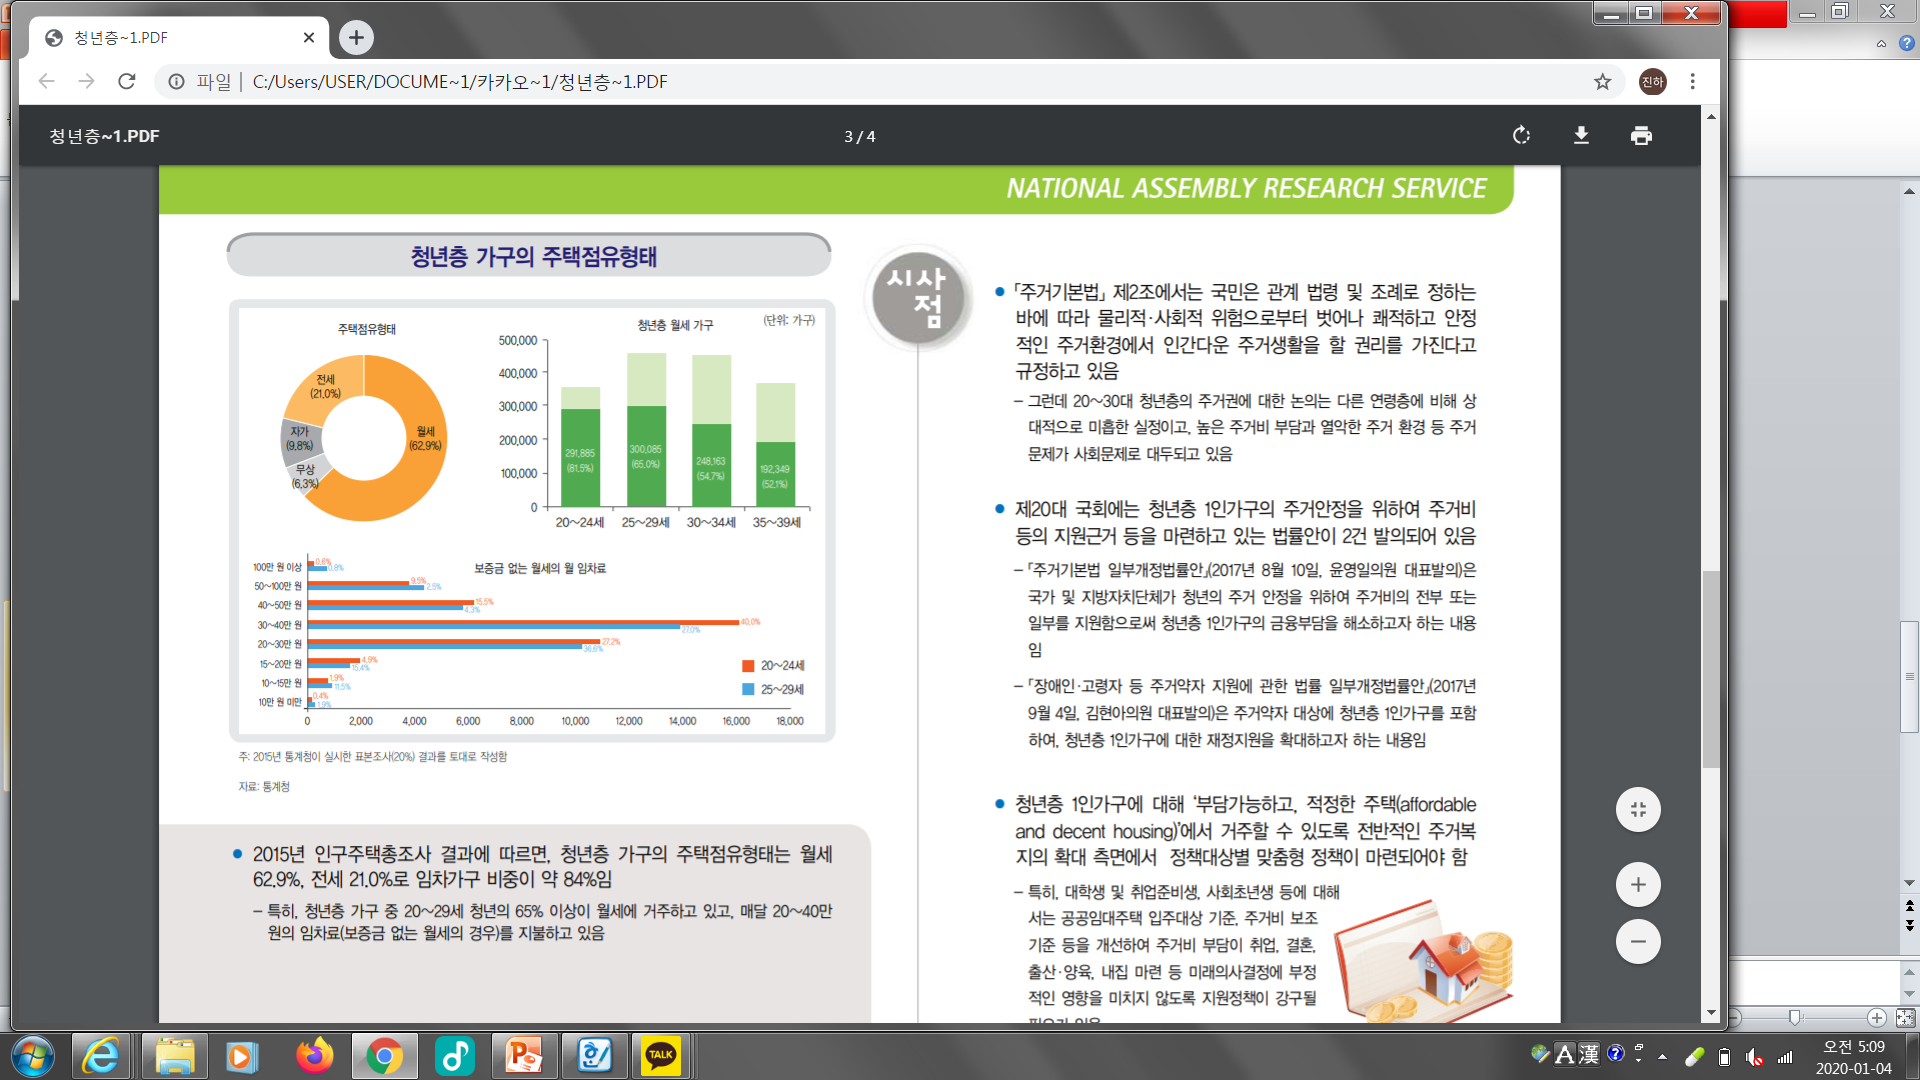 청년층~1.PDF
파일
C:/Users/USER/DOCUME~1/카카오~1/청년층~1.PDF
진하
청년층~1.PDF
3 / 4
NATIONAL ASSEMBLY RESEARCH SERVICE
청년층 가구의 주택점유형태
주택점유형태
전세
(21.0%)
자가
(9.8%)
무상
(6.3%)
월세
(62.9%)
청년층 월세 가구
(단위: 가구)
500,000
400,000
300,000
200,000
100,000
0
291,885
(81.5%)
300,085
(65.0%)
248,163
(54.7%)
192,349
(52.1%)
20~24세
25~29세
30~34세
35~39세
보증금 없는 월세의 월 임차료
100만 원 이상
0.6%
0.8%
50~100만 원
9.5%
2.5%
40~50만 원
15.5%
4.3%
30~40만 원
40.0%
27.0%
20~30만 원
27.2%
36.6%
15~20만 원
4.9%
15.4%
10~15만 원
1.9%
11.5%
10만 원 미만
0.4%
1.9%
20~24세
25~29세
0 2,000 4,000 6,000 8,000 10,000 12,000 14,000 16,000 18,000
주: 2015년 통계청이 실시한 표본조사(20%) 결과를 토대로 작성함
자료: 통계청
• 2015년 인구주택총조사 결과에 따르면, 청년층 가구의 주택점유형태는 월세
62.9%, 전세 21.0%로 임차가구 비중이 약 84%임
– 특히, 청년층 가구 중 20~29세 청년의 65% 이상이 월세에 거주하고 있고, 매달 20~40만
원의 임차료(보증금 없는 월세의 경우)를 지불하고 있음
시사
점
• 「주거기본법」 제2조에서는 국민은 관계 법령 및 조례로 정하는
바에 따라 물리적·사회적 위험으로부터 벗어나 쾌적하고 안정
적인 주거환경에서 인간다운 주거생활을 할 권리를 가진다고
규정하고 있음
– 그런데 20~30대 청년층의 주거권에 대한 논의는 다른 연령층에 비해 상
대적으로 미흡한 실정이고, 높은 주거비 부담과 열악한 주거 환경 등 주거
문제가 사회문제로 대두되고 있음
• 제20대 국회에는 청년층 1인가구의 주거안정을 위하여 주거비
등의 지원근거 등을 마련하고 있는 법률안이 2건 발의되어 있음
– 「주거기본법 일부개정법률안」(2017년 8월 10일, 윤영일의원 대표발의)은
국가 및 지방자치단체가 청년의 주거 안정을 위하여 주거비의 전부 또는
일부를 지원함으로써 청년층 1인가구의 금융부담을 해소하고자 하는 내용
임
– 「장애인·고령자 등 주거약자 지원에 관한 법률 일부개정법률안」(2017년
9월 4일, 김현아의원 대표발의)은 주거약자 대상에 청년층 1인가구를 포함
하여, 청년층 1인가구에 대한 재정지원을 확대하고자 하는 내용임
• 청년층 1인가구에 대해 ‘부담가능하고, 적정한 주택(affordable
and decent housing)’에서 거주할 수 있도록 전반적인 주거복
지의 확대 측면에서 정책대상별 맞춤형 정책이 마련되어야 함
– 특히, 대학생 및 취업준비생, 사회초년생 등에 대해
서는 공공임대주택 입주대상 기준, 주거비 보조
기준 등을 개선하여 주거비 부담이 취업, 결혼,
출산·양육, 내집 마련 등 미래의사결정에 부정
적인 영향을 미치지 않도록 지원정책이 강구될
TALK
A 漢
오전 5:09
2020-01-04